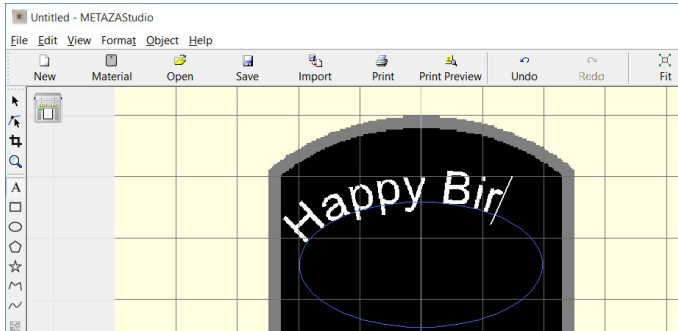 Untitled - METAZAStudio
File Edit View Format Object Help
New Material Open Save Import Print Print Preview Undo Redo Fit
A
Happy Bir